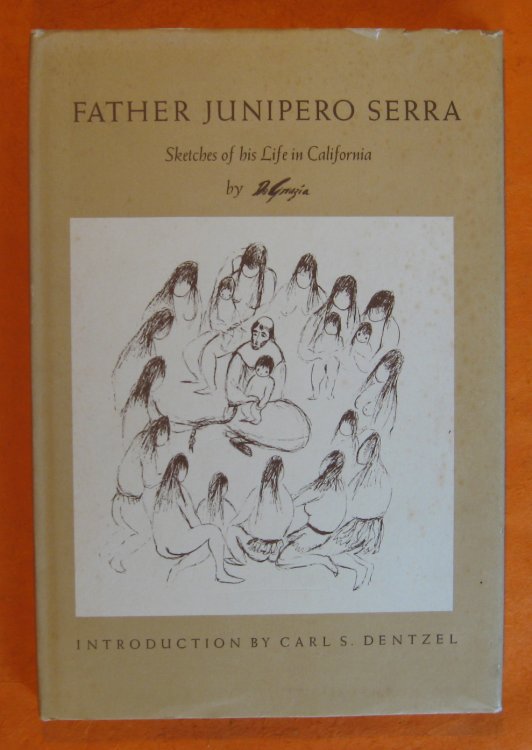 FATHER JUNIPERO SERRA
Sketches of his Life in California
by DeGrazia
INTRODUCTION BY CARL S. DENTZEL